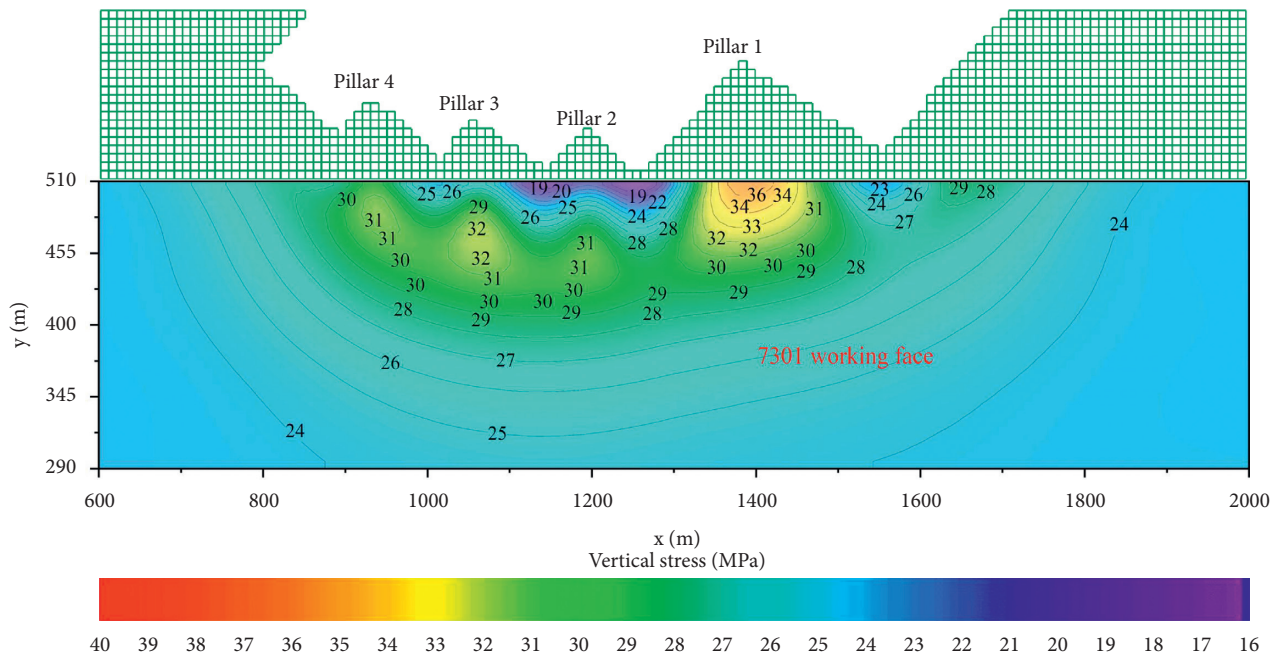 Pillar 1
Pillar 4
Pillar 3
Pillar 2
510
455
400
345
290
y (m)
30 25 26 19 20 19 22 36 34 23 26 29 28
31 29 26 25 24 28 34 33 31 24 27 24
31 32 31 28 32 32 30
30 32 31 30 30 29 28
30 31 30 30 30 29 29
28 29 29 28
26 27
7301 working face
24 25
600 800 1000 1200 1400 1600 1800 2000
x (m)
Vertical stress (MPa)
40 39 38 37 36 35 34 33 32 31 30 29 28 27 26 25 24 23 22 21 20 19 18 17 16